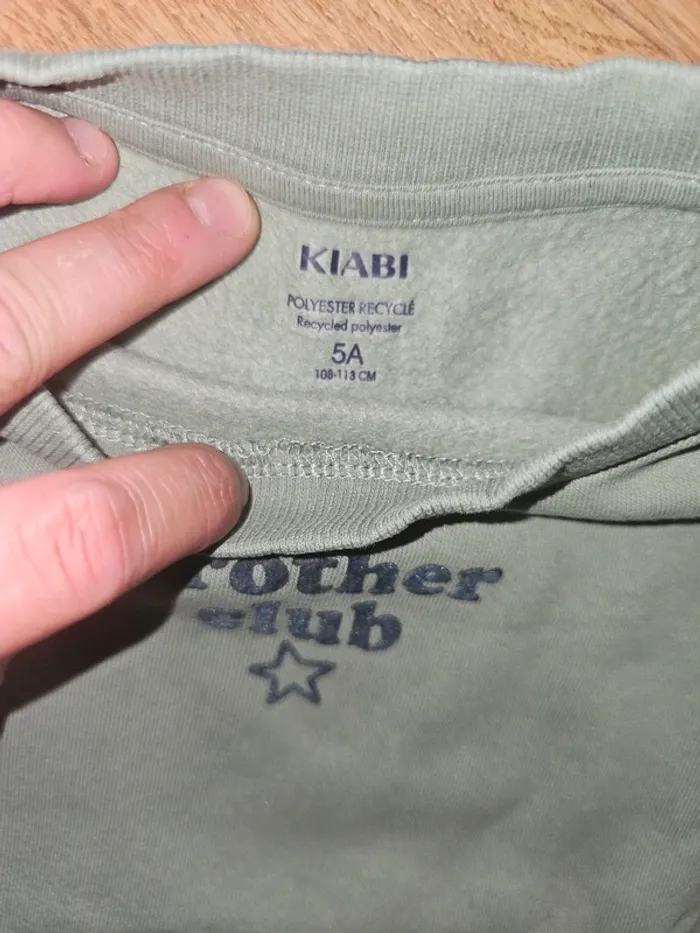 KIABI
POLYESTER RECYCLÉ
Recycled polyester
5A
108-113 CM
rother
club